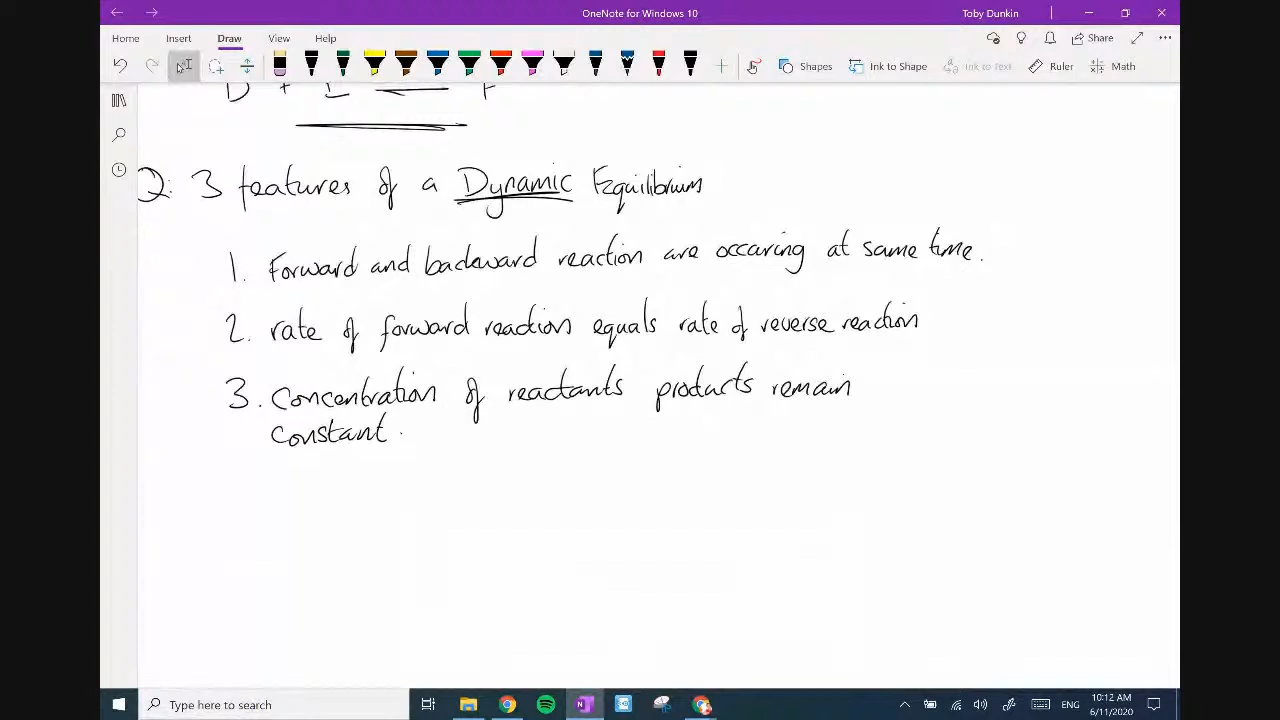 OneNote for Windows 10
Toby Dunkin
Home Insert Draw View Help
Share
Shapes Ink to Shape Ink to Text Ruler Math
D + E
Q: 3 features of a Dynamic Equilibrium
1. Forward and backward reaction are occaring at same time.
2. rate of forward reaction equals rate of reverse reaction
3. Concentration of reactants products remain
constant.
Type here to search
ENG
10:12 AM
6/11/2020